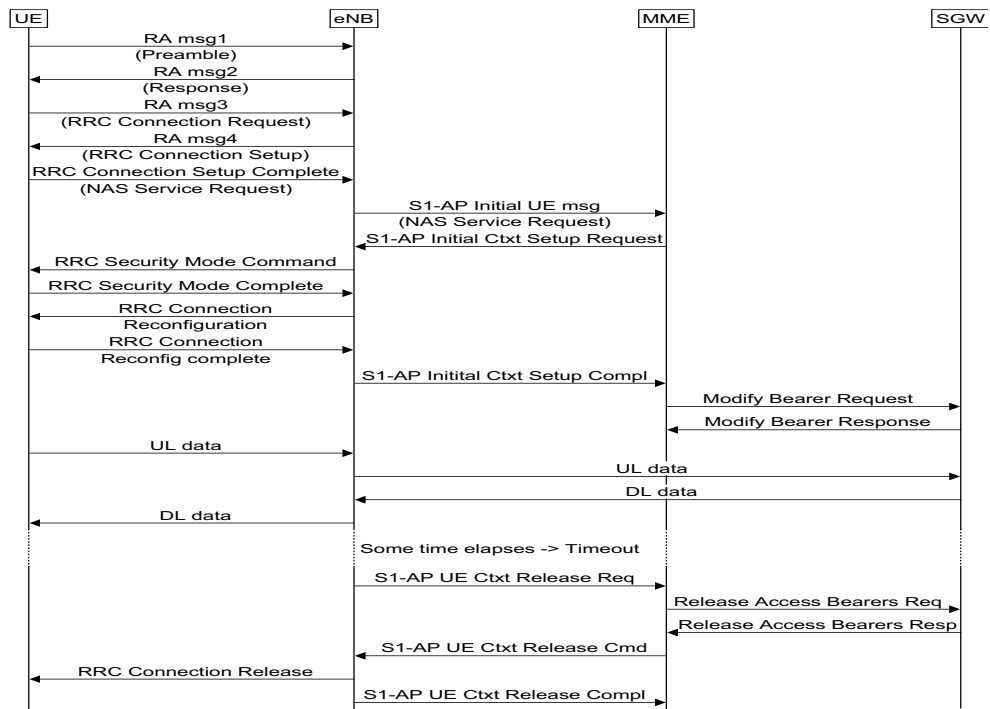 UE eNB MME SGW
RA msg1
(Preamble)
RA msg2
(Response)
RA msg3
(RRC Connection Request)
RA msg4
(RRC Connection Setup)
RRC Connection Setup Complete
(NAS Service Request)
S1-AP Initial UE msg
(NAS Service Request)
S1-AP Initial Ctxt Setup Request
RRC Security Mode Command
RRC Security Mode Complete
RRC Connection
Reconfiguration
RRC Connection
Reconfig complete
S1-AP Initital Ctxt Setup Compl
Modify Bearer Request
Modify Bearer Response
UL data
UL data
DL data
DL data
Some time elapses -> Timeout
S1-AP UE Ctxt Release Req
Release Access Bearers Req
Release Access Bearers Resp
S1-AP UE Ctxt Release Cmd
RRC Connection Release
S1-AP UE Ctxt Release Compl